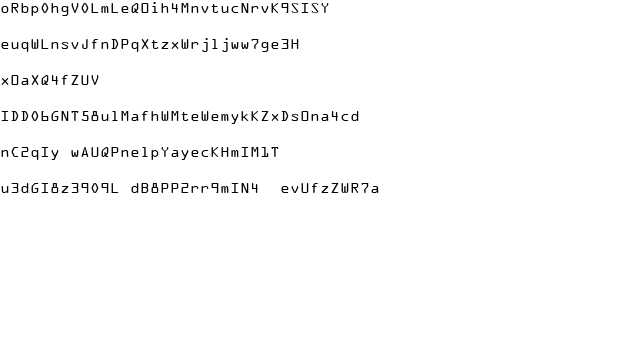 oRbp0hgV0LmLeQOih4MnvtucNrvK9SISY
euqWLnsvJfnDPqXtzxWrjljww7ge3H
xOaXQ4fZUV
IDD06GNT58ulMafhWMteWemykKZxDsOna4cd
nC2qIy wAUQPnelpYayecKHmIM1T
u3dGI8z3909L dB8PP2rr9mIN4  evUfzZWR7a